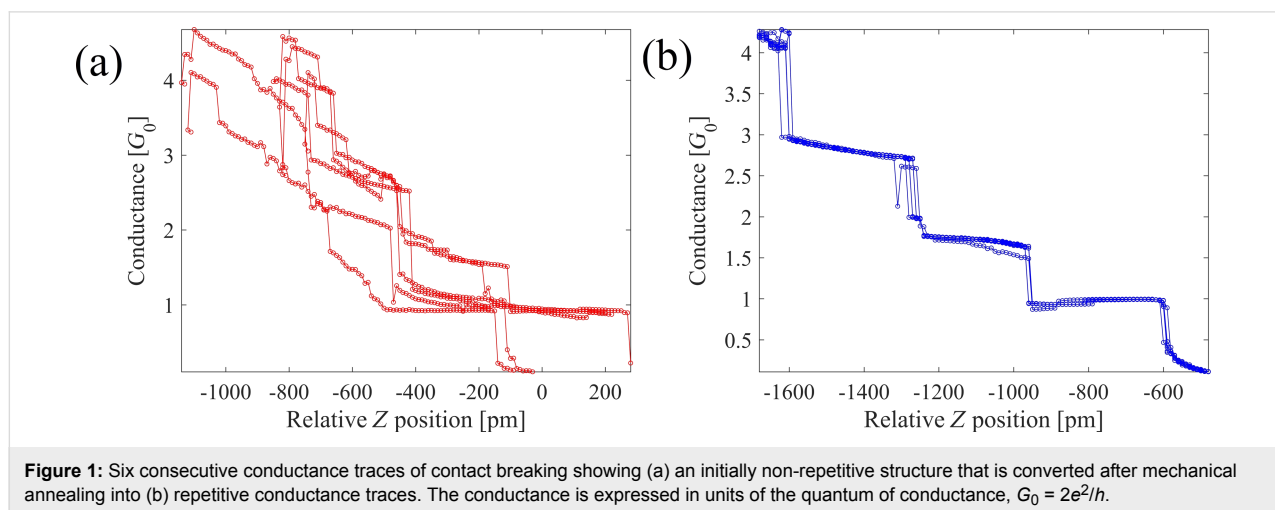 (a)
Conductance [G₀]
4
3
2
1
-1000 -800 -600 -400 -200 0 200
Relative Z position [pm]
(b)
Conductance [G₀]
4
3.5
3
2.5
2
1.5
1
0.5
-1600 -1400 -1200 -1000 -800 -600
Relative Z position [pm]
Figure 1: Six consecutive conductance traces of contact breaking showing (a) an initially non-repetitive structure that is converted after mechanical
annealing into (b) repetitive conductance traces. The conductance is expressed in units of the quantum of conductance, G₀ = 2e²/h.